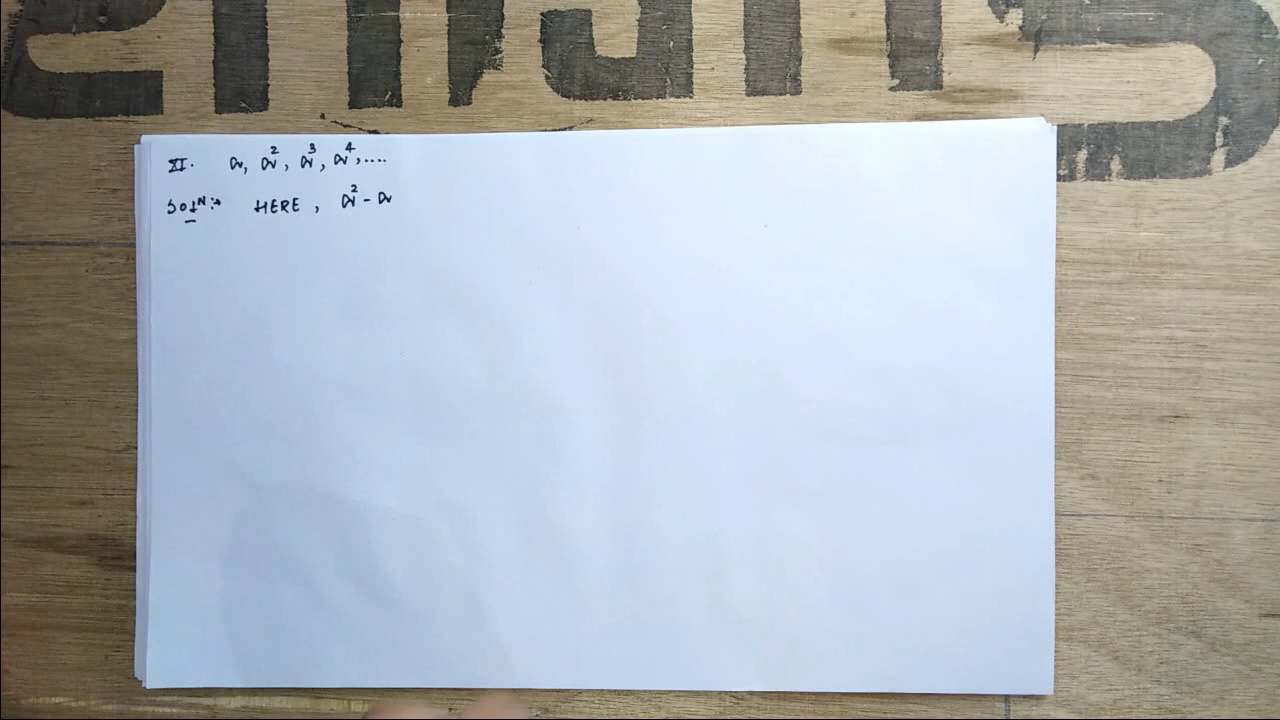 XI. a, a², a³, a⁴,....
SOLᴺ:→ HERE, a² - a